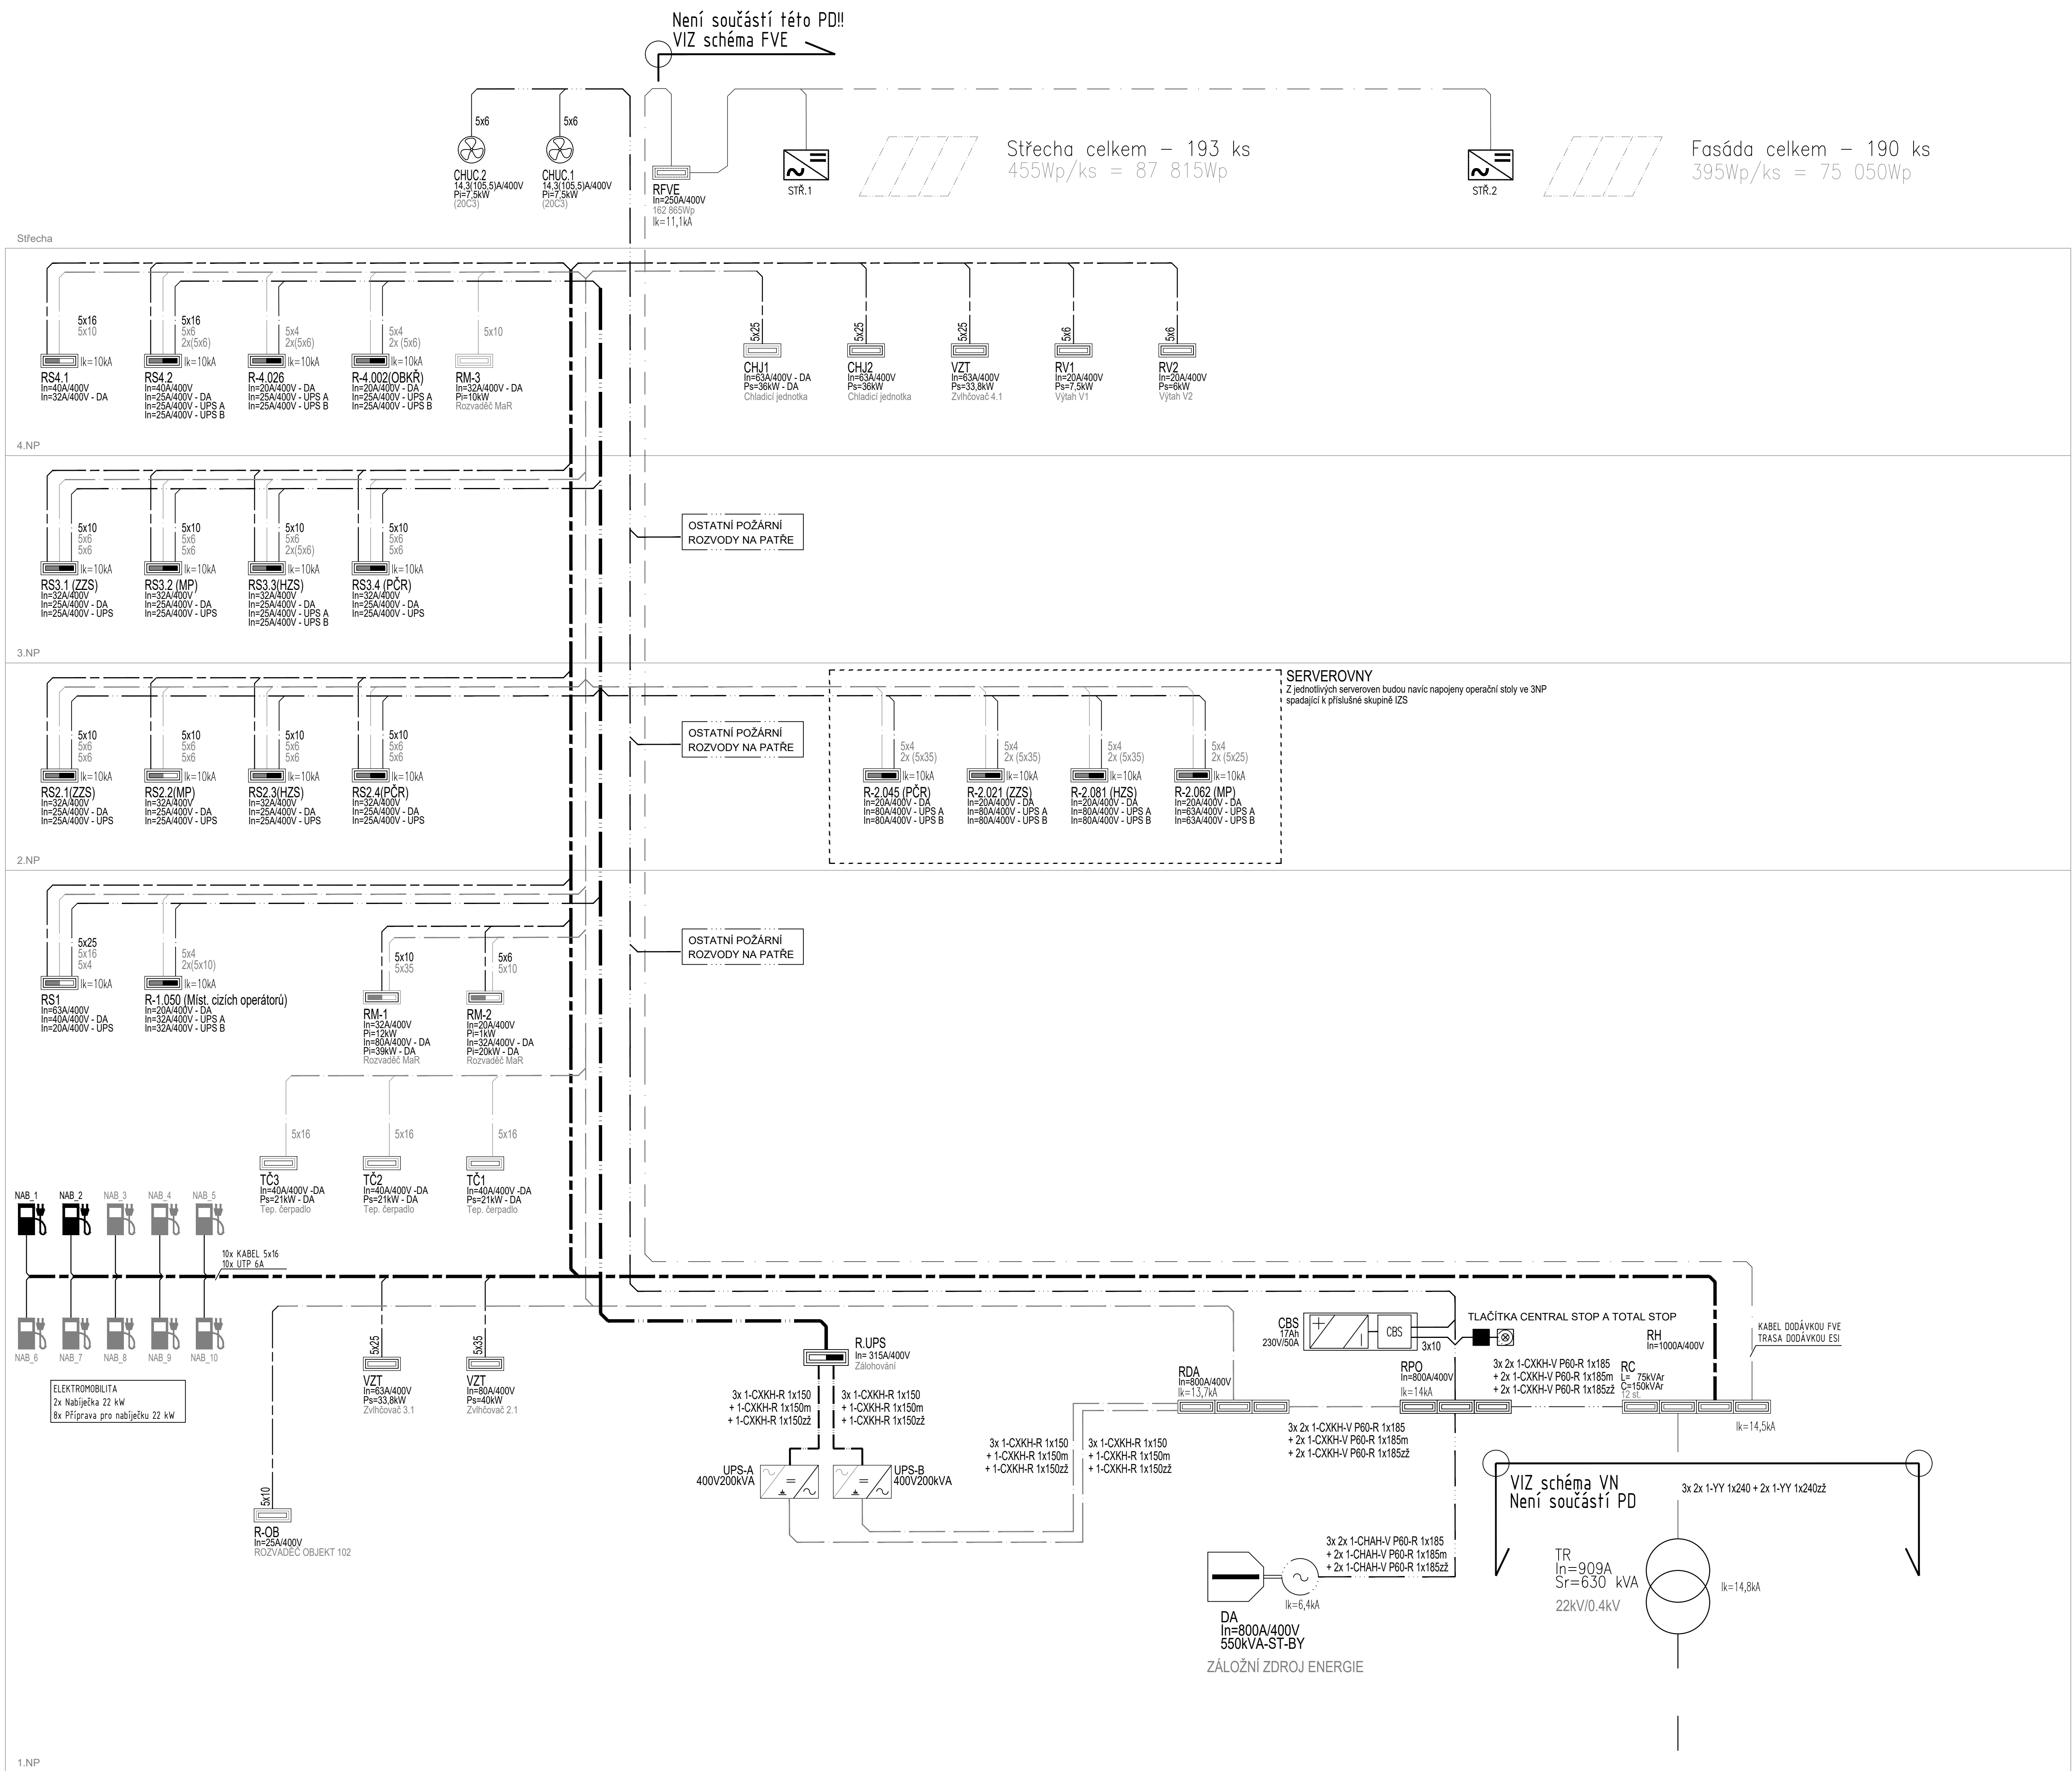 Není součástí této PD!!
VIZ schéma FVE
5x6
5x6
CHUC.2
14,3(105,5)A/400V
Pi=7,5kW
(20C3)
CHUC.1
14,3(105,5)A/400V
Pi=7,5kW
(20C3)
RFVE
In=250A/400V
162 865Wp
Ik=11,1kA
STŘ.1
Střecha celkem – 193 ks
455Wp/ks = 87 815Wp
STŘ.2
Fasáda celkem – 190 ks
395Wp/ks = 75 050Wp
Střecha
5x16
5x10
RS4.1
In=40A/400V
In=32A/400V - DA
5x16
5x6
2x(5x6)
Ik=10kA
Ik=10kA
RS4.2
In=40A/400V
In=25A/400V - DA
In=25A/400V - UPS A
In=25A/400V - UPS B
5x4
2x(5x6)
Ik=10kA
R-4.026
In=20A/400V - DA
In=25A/400V - UPS A
In=25A/400V - UPS B
5x4
2x (5x6)
Ik=10kA
R-4.002(OBKŘ)
In=20A/400V - DA
In=25A/400V - UPS A
In=25A/400V - UPS B
5x10
RM-3
In=32A/400V - DA
Pi=10kW
Rozvaděč MaR
5x25
CHJ1
In=63A/400V - DA
Ps=36kW - DA
Chladicí jednotka
5x25
CHJ2
In=63A/400V
Ps=36kW
Chladicí jednotka
5x25
VZT
In=63A/400V
Ps=33,8kW
Zvlhčovač 4.1
5x6
RV1
In=20A/400V
Ps=7,5kW
Výtah V1
5x6
RV2
In=20A/400V
Ps=6kW
Výtah V2
4.NP
5x10
5x6
5x6
Ik=10kA
RS3.1 (ZZS)
In=32A/400V
In=25A/400V - DA
In=25A/400V - UPS
5x10
5x6
5x6
Ik=10kA
RS3.2 (MP)
In=32A/400V
In=25A/400V - DA
In=25A/400V - UPS
5x10
5x6
2x(5x6)
Ik=10kA
RS3.3(HZS)
In=32A/400V
In=25A/400V - DA
In=25A/400V - UPS A
In=25A/400V - UPS B
5x10
5x6
5x6
Ik=10kA
RS3.4 (PČR)
In=32A/400V
In=25A/400V - DA
In=25A/400V - UPS
OSTATNÍ POŽÁRNÍ
ROZVODY NA PATŘE
3.NP
5x10
5x6
5x6
Ik=10kA
RS2.1(ZZS)
In=32A/400V
In=25A/400V - DA
In=25A/400V - UPS
5x10
5x6
5x6
Ik=10kA
RS2.2(MP)
In=32A/400V
In=25A/400V - DA
In=25A/400V - UPS
5x10
5x6
5x6
Ik=10kA
RS2.3(HZS)
In=32A/400V
In=25A/400V - DA
In=25A/400V - UPS
5x10
5x6
5x6
Ik=10kA
RS2.4(PČR)
In=32A/400V
In=25A/400V - DA
In=25A/400V - UPS
OSTATNÍ POŽÁRNÍ
ROZVODY NA PATŘE
SERVEROVNY
Z jednotlivých serveroven budou navíc napojeny operační stoly ve 3NP
spadající k příslušné skupině IZS
5x4
2x (5x35)
Ik=10kA
R-2.045 (PČR)
In=20A/400V - DA
In=80A/400V - UPS A
In=80A/400V - UPS B
5x4
2x (5x35)
Ik=10kA
R-2.021 (ZZS)
In=20A/400V - DA
In=80A/400V - UPS A
In=80A/400V - UPS B
5x4
2x (5x35)
Ik=10kA
R-2.081 (HZS)
In=20A/400V - DA
In=80A/400V - UPS A
In=80A/400V - UPS B
5x4
2x (5x25)
Ik=10kA
R-2.062 (MP)
In=20A/400V - DA
In=63A/400V - UPS A
In=63A/400V - UPS B
2.NP
5x25
5x16
5x4
Ik=10kA
RS1
In=63A/400V
In=40A/400V - DA
In=20A/400V - UPS
5x4
2x(5x10)
Ik=10kA
R-1.050 (Míst. cizích operátorů)
In=20A/400V - DA
In=32A/400V - UPS A
In=32A/400V - UPS B
5x10
5x35
RM-1
In=32A/400V
Pi=12kW
In=80A/400V - DA
Pi=39kW - DA
Rozvaděč MaR
5x6
5x10
RM-2
In=20A/400V
Pi=1kW
In=32A/400V - DA
Pi=20kW - DA
Rozvaděč MaR
OSTATNÍ POŽÁRNÍ
ROZVODY NA PATŘE
5x16
TČ3
In=40A/400V -DA
Ps=21kW - DA
Tep. čerpadlo
5x16
TČ2
In=40A/400V -DA
Ps=21kW - DA
Tep. čerpadlo
5x16
TČ1
In=40A/400V -DA
Ps=21kW - DA
Tep. čerpadlo
NAB_1
NAB_2
NAB_3
NAB_4
NAB_5
10x KABEL 5x16
10x UTP 6A
NAB_6
NAB_7
NAB_8
NAB_9
NAB_10
ELEKTROMOBILITA
2x Nabíječka 22 kW
8x Příprava pro nabíječku 22 kW
5x25
VZT
In=63A/400V
Ps=33,8kW
Zvlhčovač 3.1
5x35
VZT
In=80A/400V
Ps=40kW
Zvlhčovač 2.1
5x10
R-OB
In=25A/400V
ROZVADĚČ OBJEKT 102
R.UPS
In= 315A/400V
Zálohování
3x 1-CXKH-R 1x150
+ 1-CXKH-R 1x150m
+ 1-CXKH-R 1x150zž
3x 1-CXKH-R 1x150
+ 1-CXKH-R 1x150m
+ 1-CXKH-R 1x150zž
UPS-A
400V200kVA
UPS-B
400V200kVA
3x 1-CXKH-R 1x150
+ 1-CXKH-R 1x150m
+ 1-CXKH-R 1x150zž
3x 1-CXKH-R 1x150
+ 1-CXKH-R 1x150m
+ 1-CXKH-R 1x150zž
RDA
In=800A/400V
Ik=13,7kA
CBS
17Ah
230V/50A
CBS
3x10
TLAČÍTKA CENTRAL STOP A TOTAL STOP
RPO
In=800A/400V
Ik=14kA
3x 2x 1-CXKH-V P60-R 1x185
+ 2x 1-CXKH-V P60-R 1x185m
+ 2x 1-CXKH-V P60-R 1x185zž
RH
In=1000A/400V
RC
L= 75kVAr
C=150kVAr
12 st.
KABEL DODÁVKOU FVE
TRASA DODÁVKOU ESI
Ik=14,5kA
3x 2x 1-CXKH-V P60-R 1x185
+ 2x 1-CXKH-V P60-R 1x185m
+ 2x 1-CXKH-V P60-R 1x185zž
VIZ schéma VN
Není součástí PD
3x 2x 1-YY 1x240 + 2x 1-YY 1x240zž
3x 2x 1-CHAH-V P60-R 1x185
+ 2x 1-CHAH-V P60-R 1x185m
+ 2x 1-CHAH-V P60-R 1x185zž
Ik=6,4kA
DA
In=800A/400V
550kVA-ST-BY
ZÁLOŽNÍ ZDROJ ENERGIE
TR
In=909A
Sr=630 kVA
22kV/0.4kV
Ik=14,8kA
1.NP